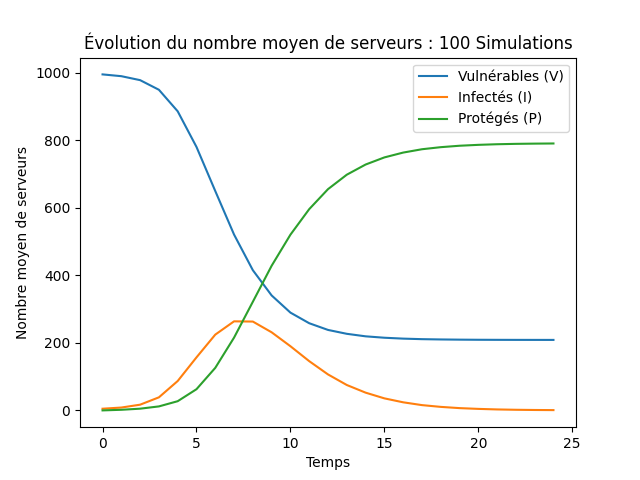 Évolution du nombre moyen de serveurs : 100 Simulations
Vulnérables (V)
Infectés (I)
Protégés (P)
Nombre moyen de serveurs
1000
800
600
400
200
0
0 5 10 15 20 25
Temps